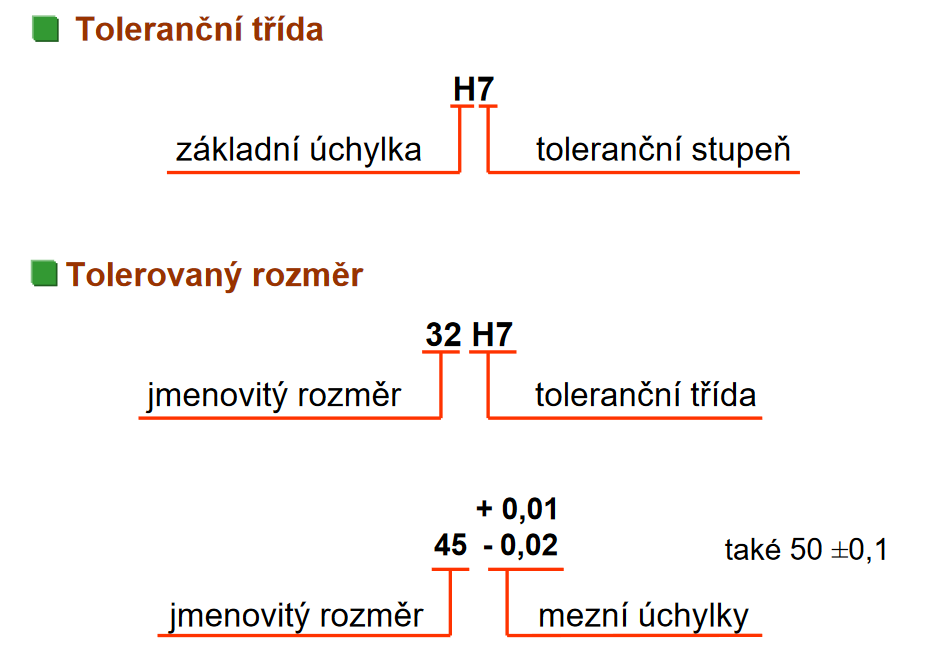 Toleranční třída
H7
základní úchylka toleranční stupeň
Tolerovaný rozměr
32 H7
jmenovitý rozměr toleranční třída
+ 0,01
45 - 0,02 také 50 ±0,1
jmenovitý rozměr mezní úchylky